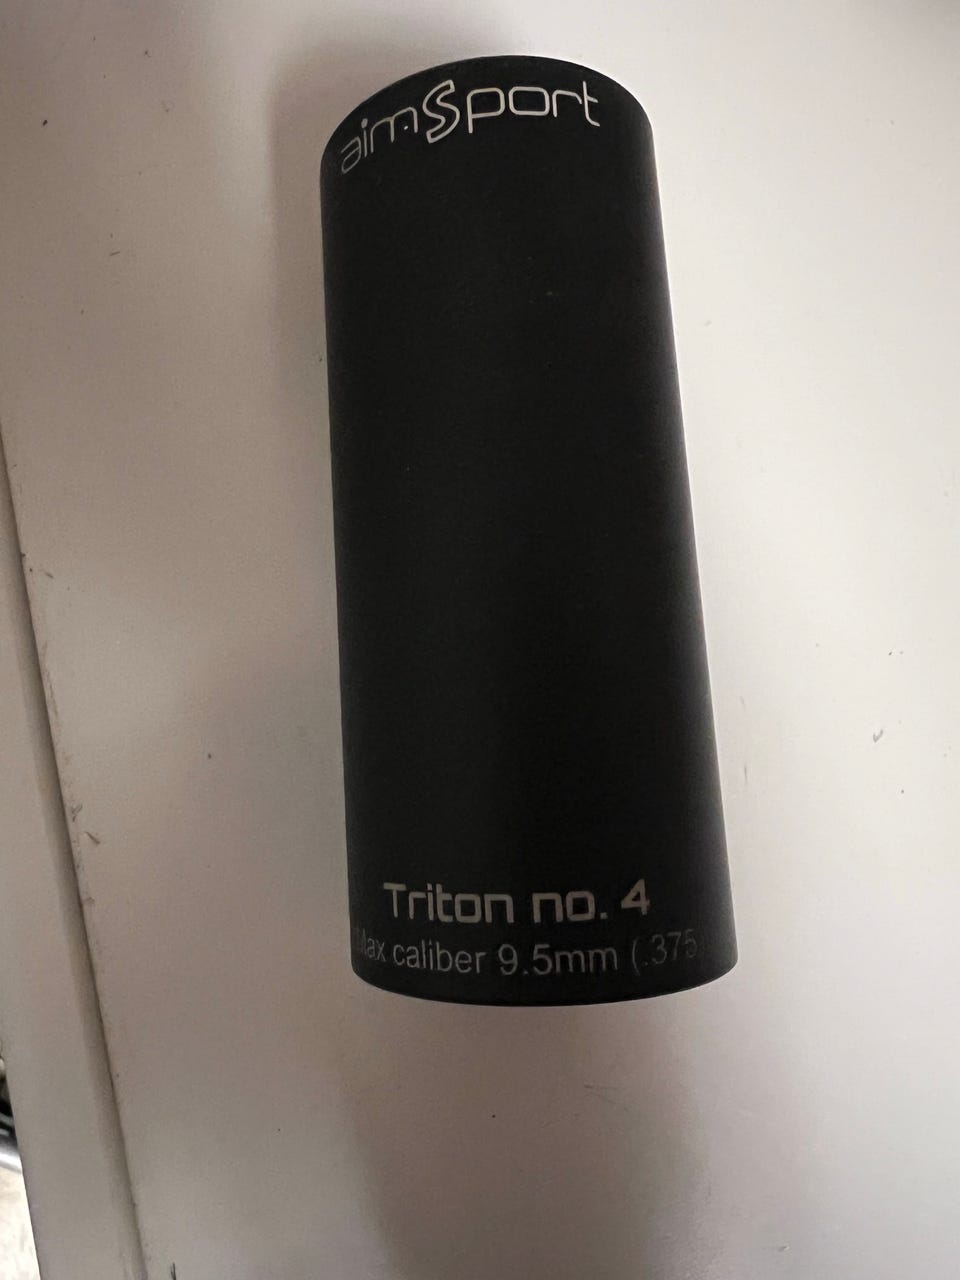 aimSport
Triton no. 4
Max caliber 9.5mm (.375